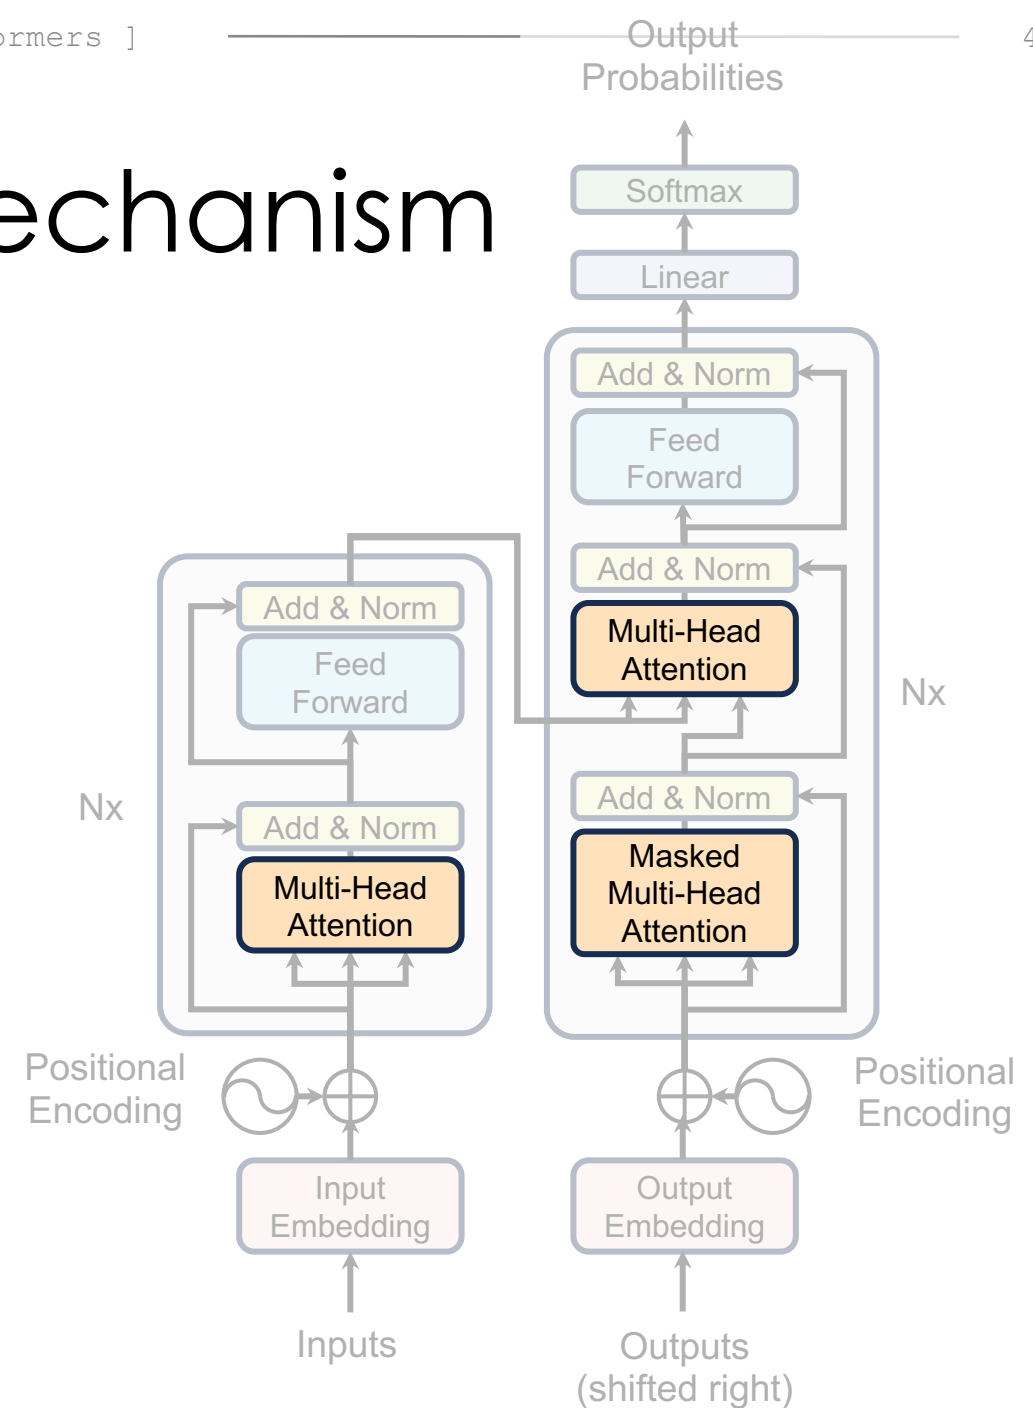 ormers ]
4
echanism
Output
Probabilities
Softmax
Linear
Add & Norm
Feed
Forward
Add & Norm
Multi-Head
Attention
Nx
Add & Norm
Masked
Multi-Head
Attention
Add & Norm
Feed
Forward
Nx
Add & Norm
Multi-Head
Attention
Positional
Encoding
Positional
Encoding
Input
Embedding
Output
Embedding
Inputs
Outputs
(shifted right)